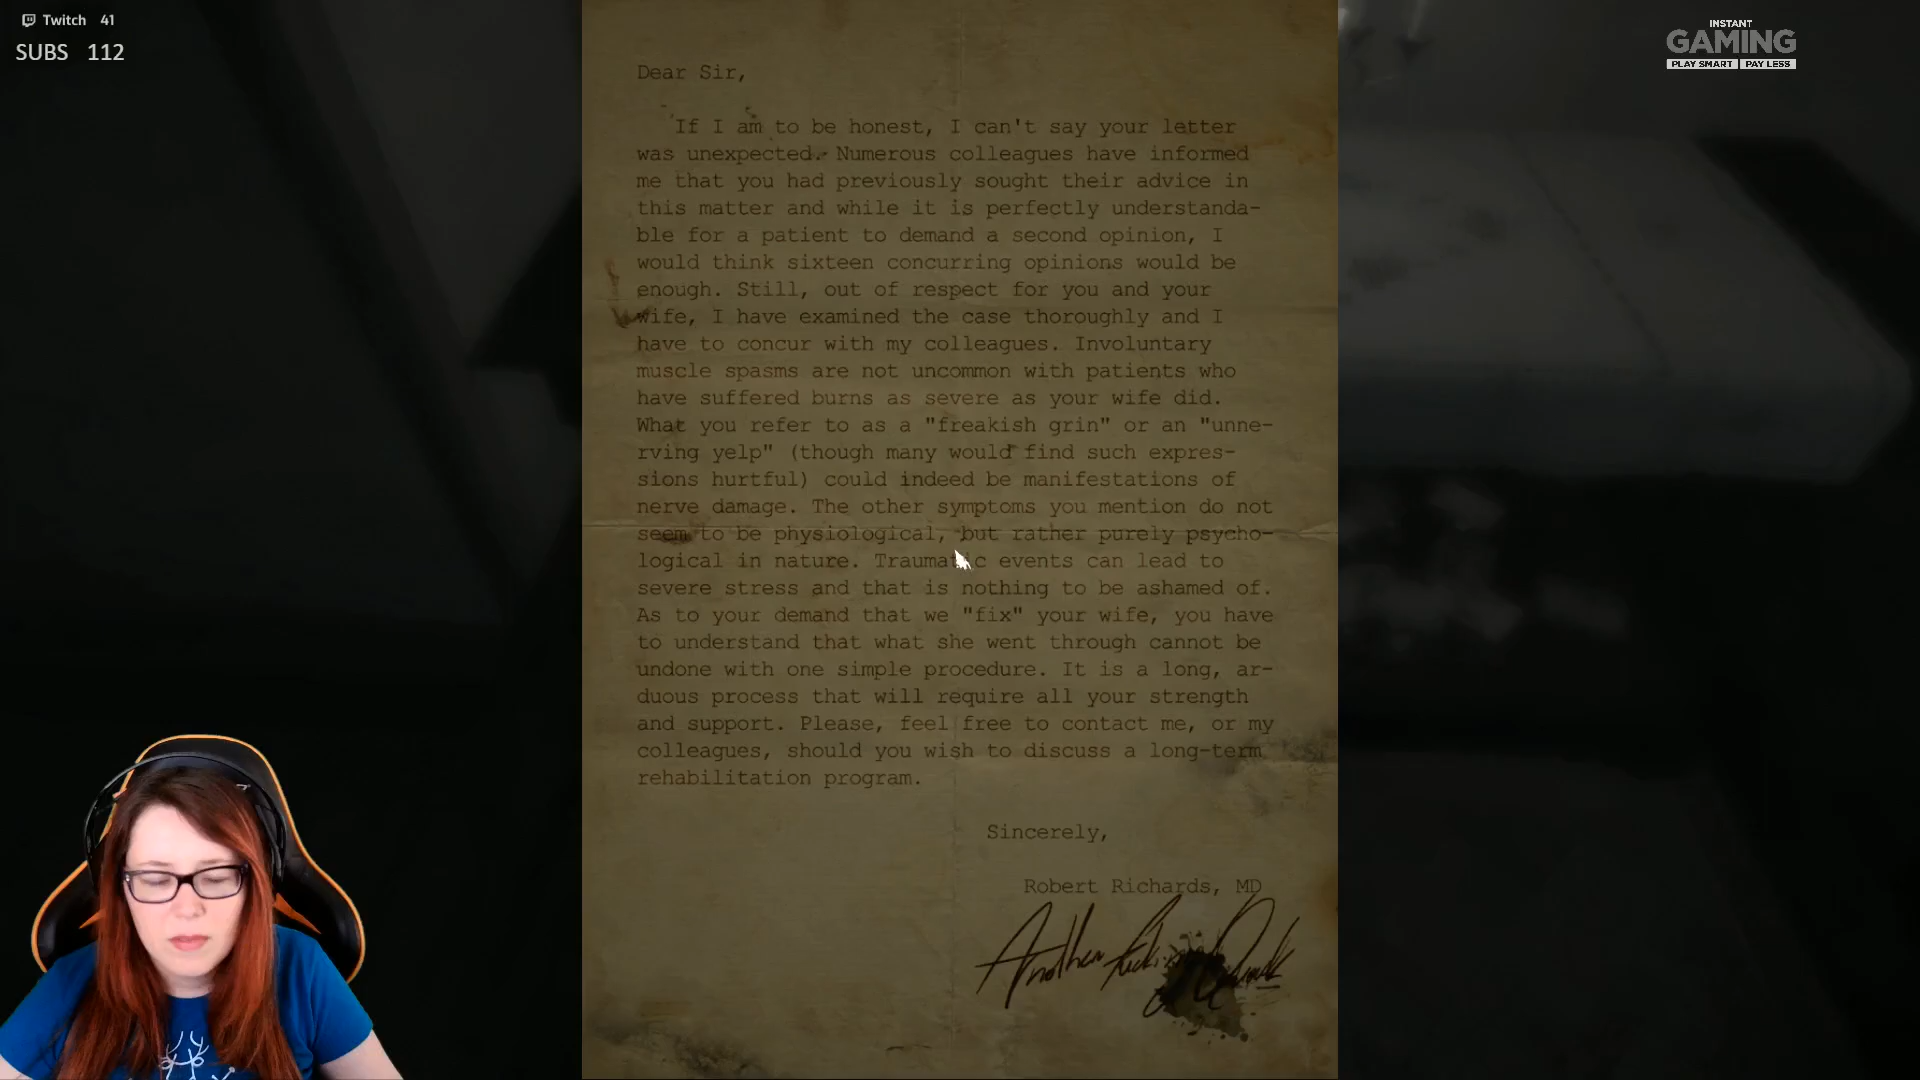 Twitch 41
SUBS 112
INSTANT
GAMING
PLAY SMART PAY LESS
Dear Sir,
If I am to be honest, I can't say your letter
was unexpected. Numerous colleagues have informed
me that you had previously sought their advice in
this matter and while it is perfectly understanda-
ble for a patient to demand a second opinion, I
would think sixteen concurring opinions would be
enough. Still, out of respect for you and your
wife, I have examined the case thoroughly and I
have to concur with my colleagues. Involuntary
muscle spasms are not uncommon with patients who
have suffered burns as severe as your wife did.
What you refer to as a "freakish grin" or an "unne-
rving yelp" (though many would find such expres-
sions hurtful) could indeed be manifestations of
nerve damage. The other symptoms you mention do not
seem to be physiological, but rather purely psycho-
logical in nature. Traumatic events can lead to
severe stress and that is nothing to be ashamed of.
As to your demand that we "fix" your wife, you have
to understand that what she went through cannot be
undone with one simple procedure. It is a long, ar-
duous process that will require all your strength
and support. Please, feel free to contact me, or my
colleagues, should you wish to discuss a long-term
rehabilitation program.
Sincerely,
Robert Richards, MD
Another